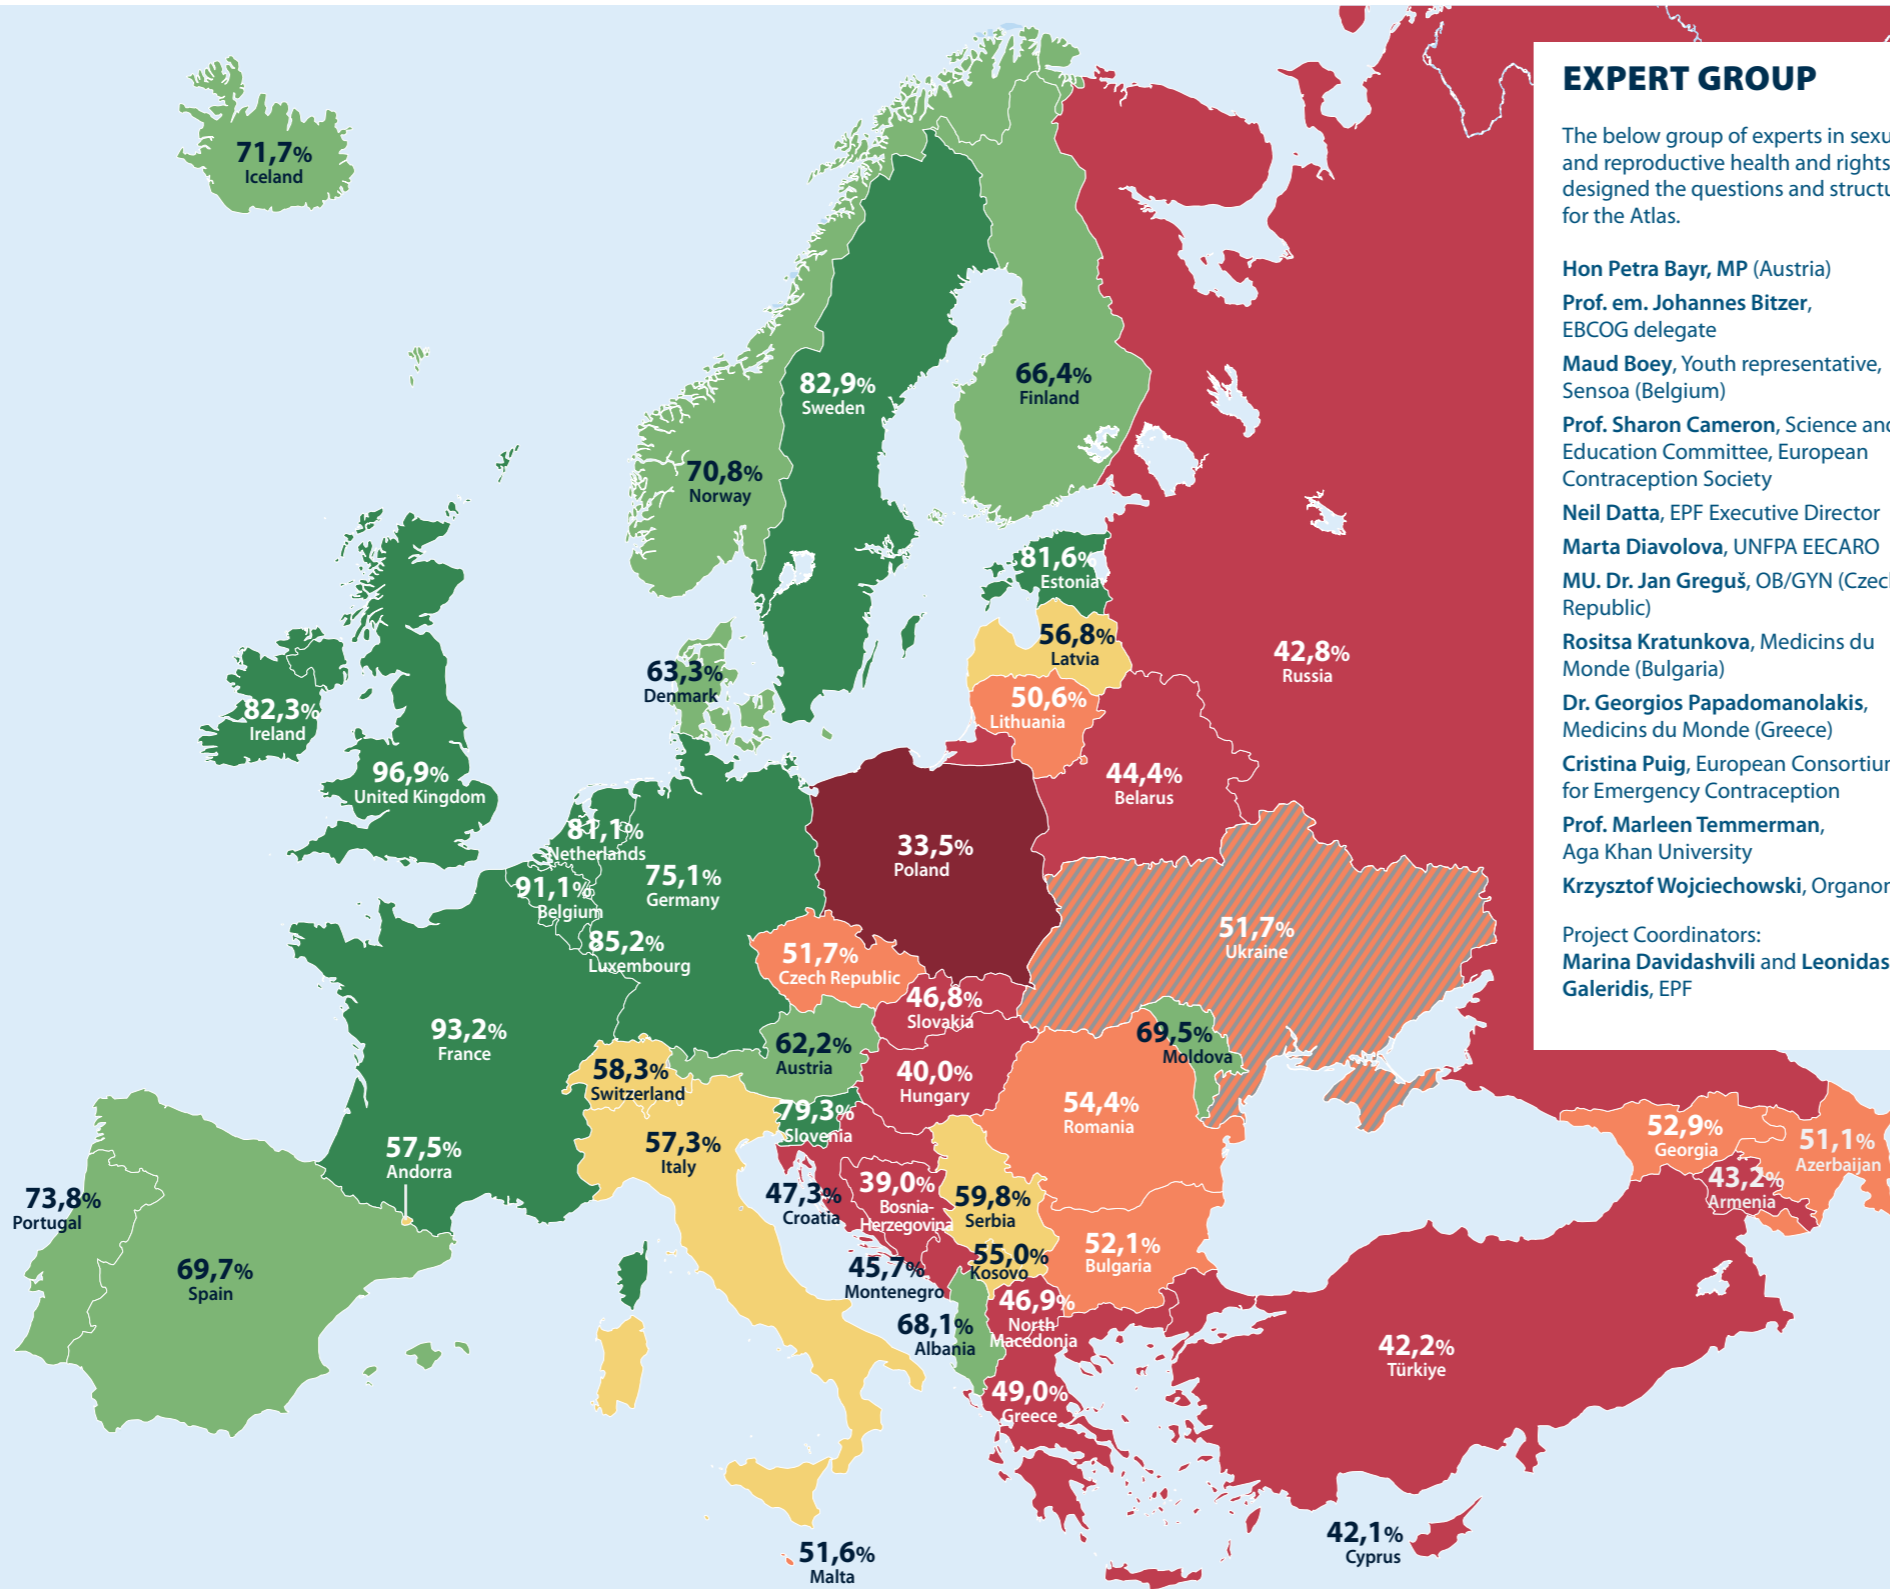 71,7%
Iceland
82,9%
Sweden
66,4%
Finland
70,8%
Norway
81,6%
Estonia
56,8%
Latvia
63,3%
Denmark
50,6%
Lithuania
42,8%
Russia
82,3%
Ireland
96,9%
United Kingdom
44,4%
Belarus
81,1%
Netherlands
33,5%
Poland
91,1%
Belgium
75,1%
Germany
85,2%
Luxembourg
51,7%
Czech Republic
51,7%
Ukraine
46,8%
Slovakia
93,2%
France
62,2%
Austria
69,5%
Moldova
58,3%
Switzerland
40,0%
Hungary
79,3%
Slovenia
54,4%
Romania
57,5%
Andorra
57,3%
Italy
52,9%
Georgia
51,1%
Azerbaijan
43,2%
Armenia
73,8%
Portugal
47,3%
Croatia
39,0%
Bosnia-
Herzegovina
59,8%
Serbia
69,7%
Spain
55,0%
Kosovo
52,1%
Bulgaria
45,7%
Montenegro
46,9%
North
Macedonia
68,1%
Albania
42,2%
Türkiye
49,0%
Greece
42,1%
Cyprus
51,6%
Malta
EXPERT GROUP
The below group of experts in
and reproductive health and rights
designed the questions and
for the Atlas.
Hon Petra Bayr, MP (Austria)
Prof. em. Johannes Bitzer,
EBCOG delegate
Maud Boey, Youth representative,
Sensoa (Belgium)
Prof. Sharon Cameron, Science
Education Committee, European
Contraception Society
Neil Datta, EPF Executive Director
Marta Diavolova, UNFPA EECARO
MU. Dr. Jan Greguš, OB/GYN
Republic)
Rositsa Kratunkova, Medicins du
Monde (Bulgaria)
Dr. Georgios Papadomanolakis,
Medicins du Monde (Greece)
Cristina Puig, European
for Emergency Contraception
Prof. Marleen Temmerman,
Aga Khan University
Krzysztof Wojciechowski,
Project Coordinators:
Marina Davidashvili and Leonidas
Galeridis, EPF